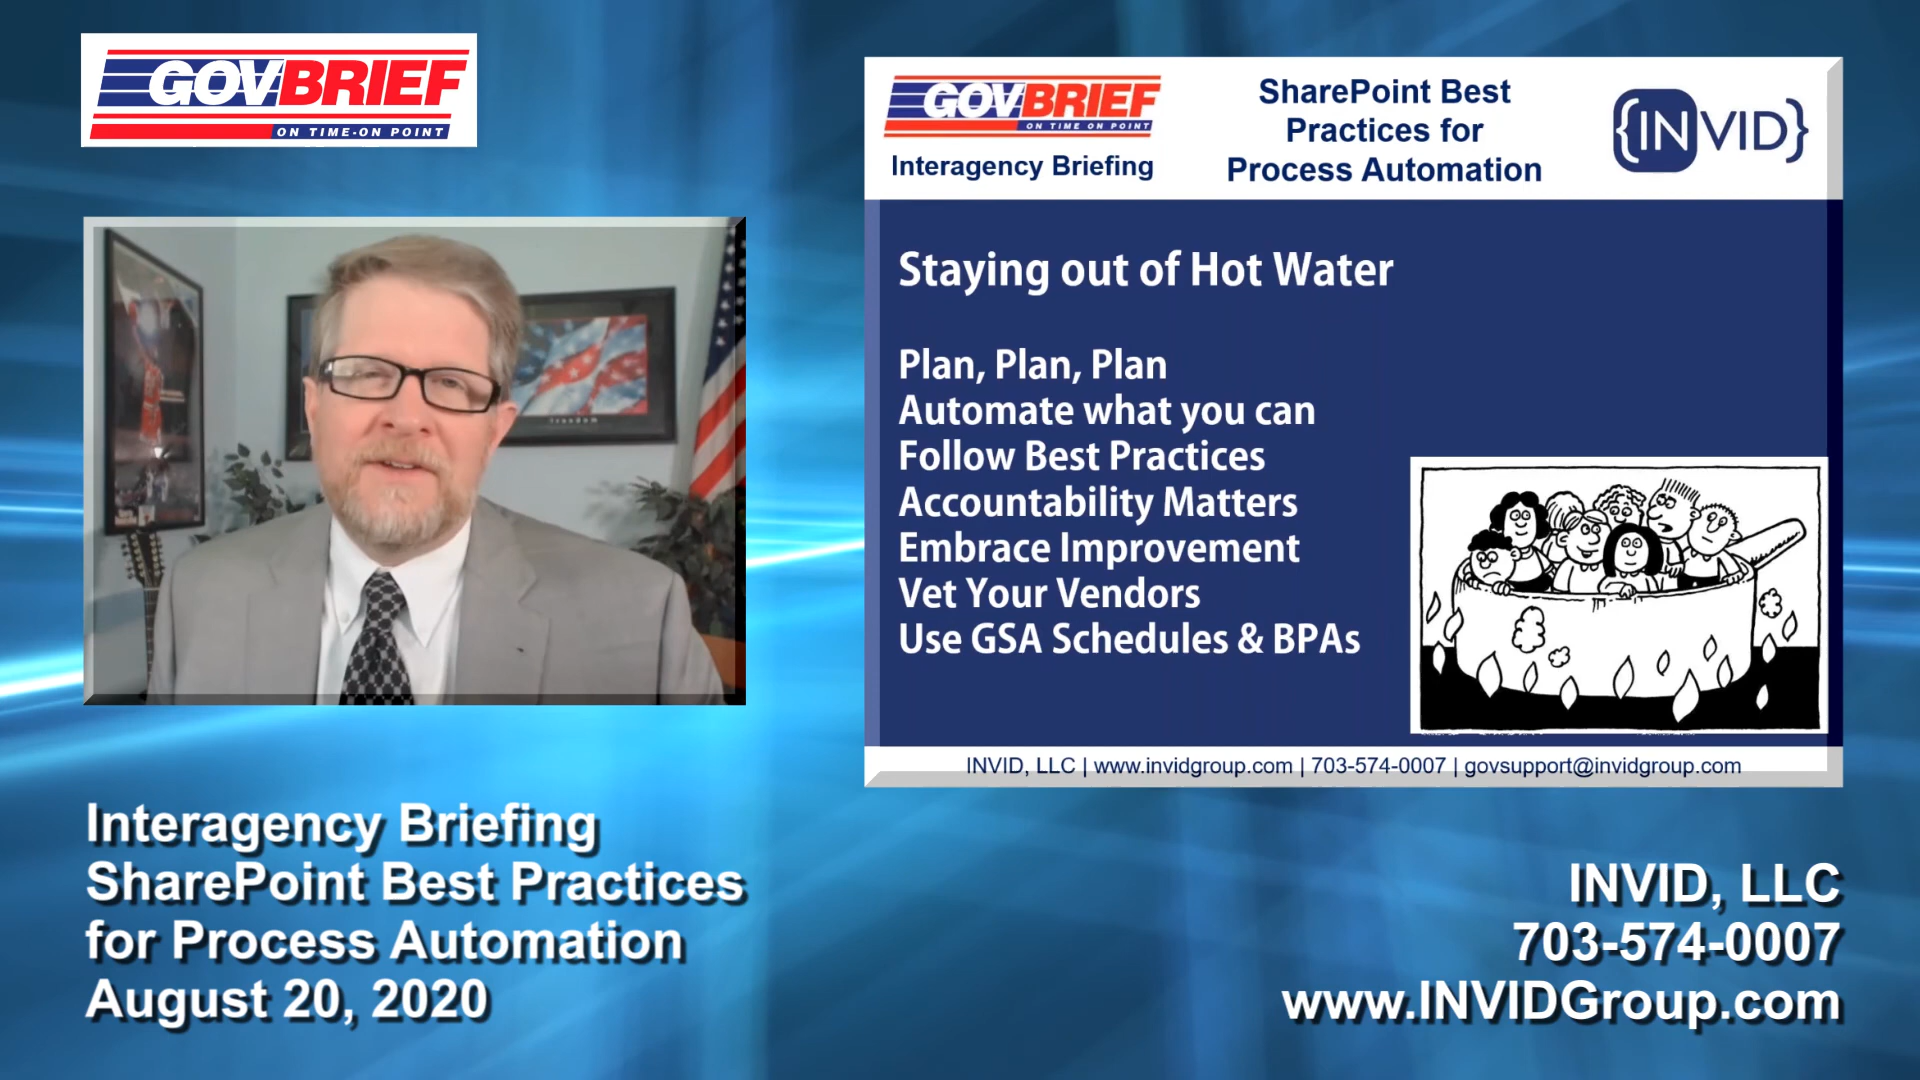 GOVBRIEF
ON TIME-ON POINT
freedom
Interagency Briefing
SharePoint Best Practices
for Process Automation
August 20, 2020
GOVBRIEF
ON TIME ON POINT
Interagency Briefing
SharePoint Best
Practices for
Process Automation
{INVID}
Staying out of Hot Water
Plan, Plan, Plan
Automate what you can
Follow Best Practices
Accountability Matters
Embrace Improvement
Vet Your Vendors
Use GSA Schedules & BPAs
INVID, LLC | www.invidgroup.com | 703-574-0007 | govsupport@invidgroup.com
INVID, LLC
703-574-0007
www.INVIDGroup.com